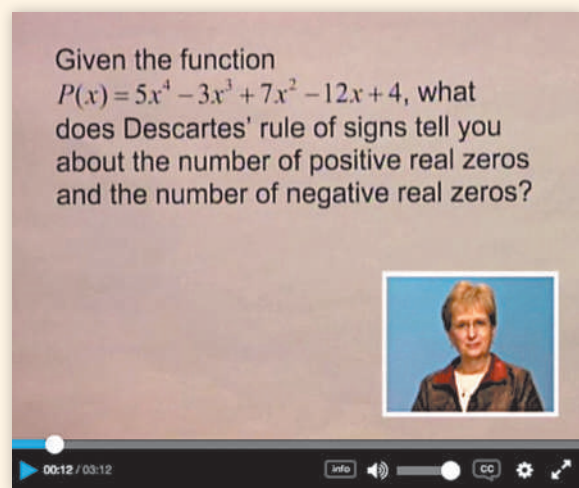 Given the function
P(x) = 5x⁴ − 3x³ + 7x² − 12x + 4, what
does Descartes' rule of signs tell you
about the number of positive real zeros
and the number of negative real zeros?
00:12 / 03:12
info
CC